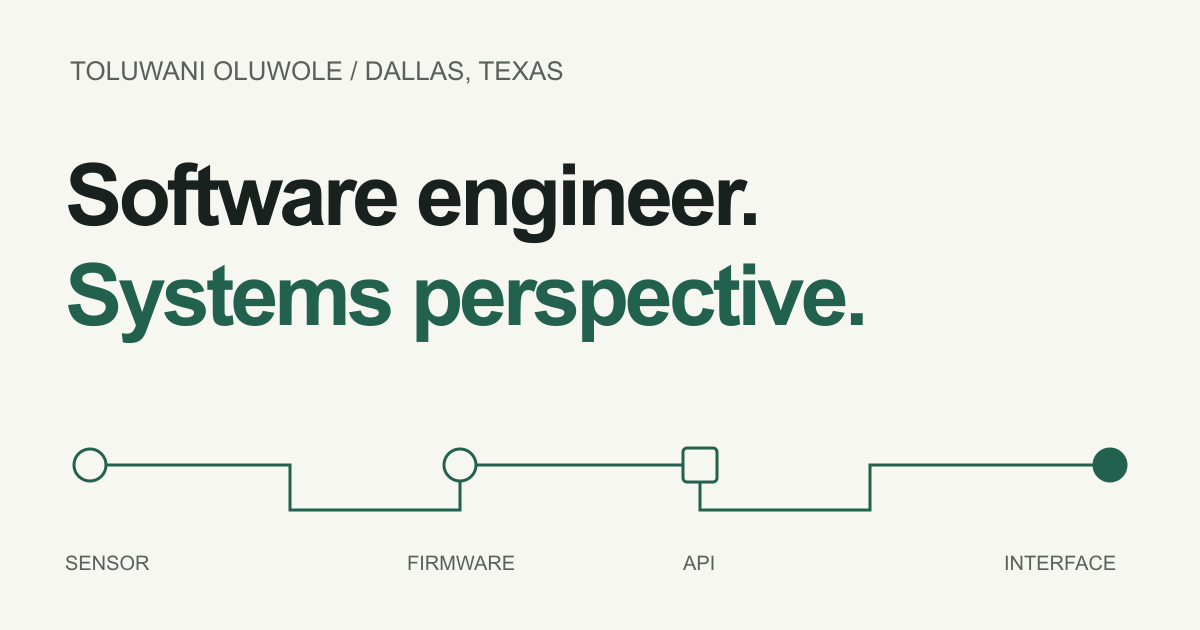 TOLUWANI OLUWOLE / DALLAS, TEXAS
Software engineer.
Systems perspective.
SENSOR
FIRMWARE
API
INTERFACE